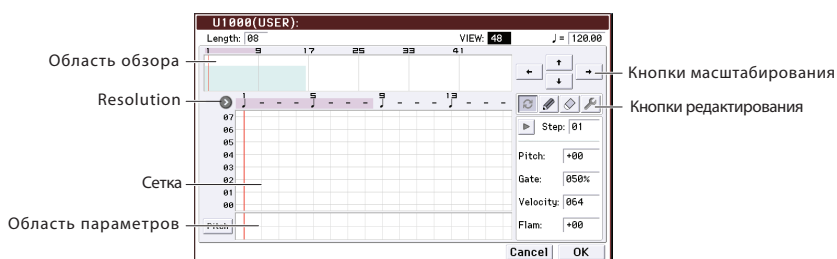 U1000(USER):
Length: 08 VIEW: 48 ♩= 120.00
1 9 17 25 33 41
Область обзора
Кнопки масштабирования
Resolution
1 5 9 13
Кнопки редактирования
07
06
05
04
03
02
01
00
Step: 01
Pitch: +00
Gate: 050%
Velocity: 064
Flam: +00
Сетка
Область параметров
Pitch
Cancel OK